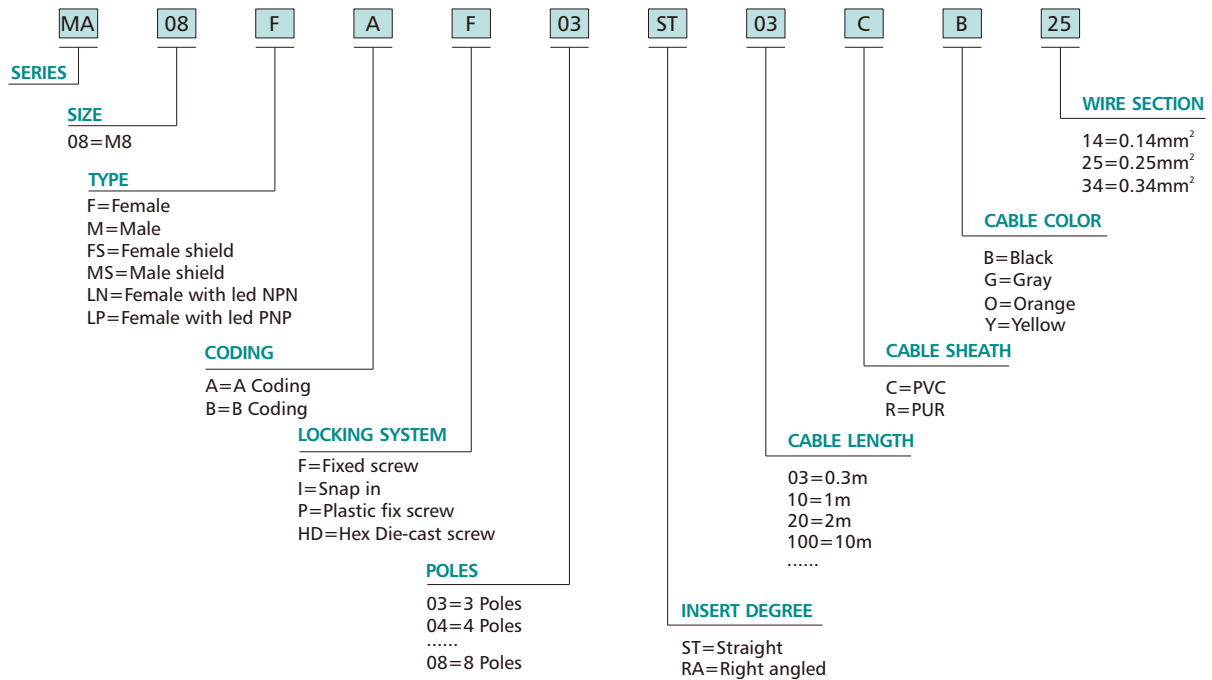 MA 08 F A F 03 ST 03 C B 25
SERIES
SIZE
08=M8
TYPE
F=Female
M=Male
FS=Female shield
MS=Male shield
LN=Female with led NPN
LP=Female with led PNP
CODING
A=A Coding
B=B Coding
LOCKING SYSTEM
F=Fixed screw
I=Snap in
P=Plastic fix screw
HD=Hex Die-cast screw
POLES
03=3 Poles
04=4 Poles
......
08=8 Poles
INSERT DEGREE
ST=Straight
RA=Right angled
CABLE LENGTH
03=0.3m
10=1m
20=2m
100=10m
......
CABLE SHEATH
C=PVC
R=PUR
CABLE COLOR
B=Black
G=Gray
O=Orange
Y=Yellow
WIRE SECTION
14=0.14mm²
25=0.25mm²
34=0.34mm²